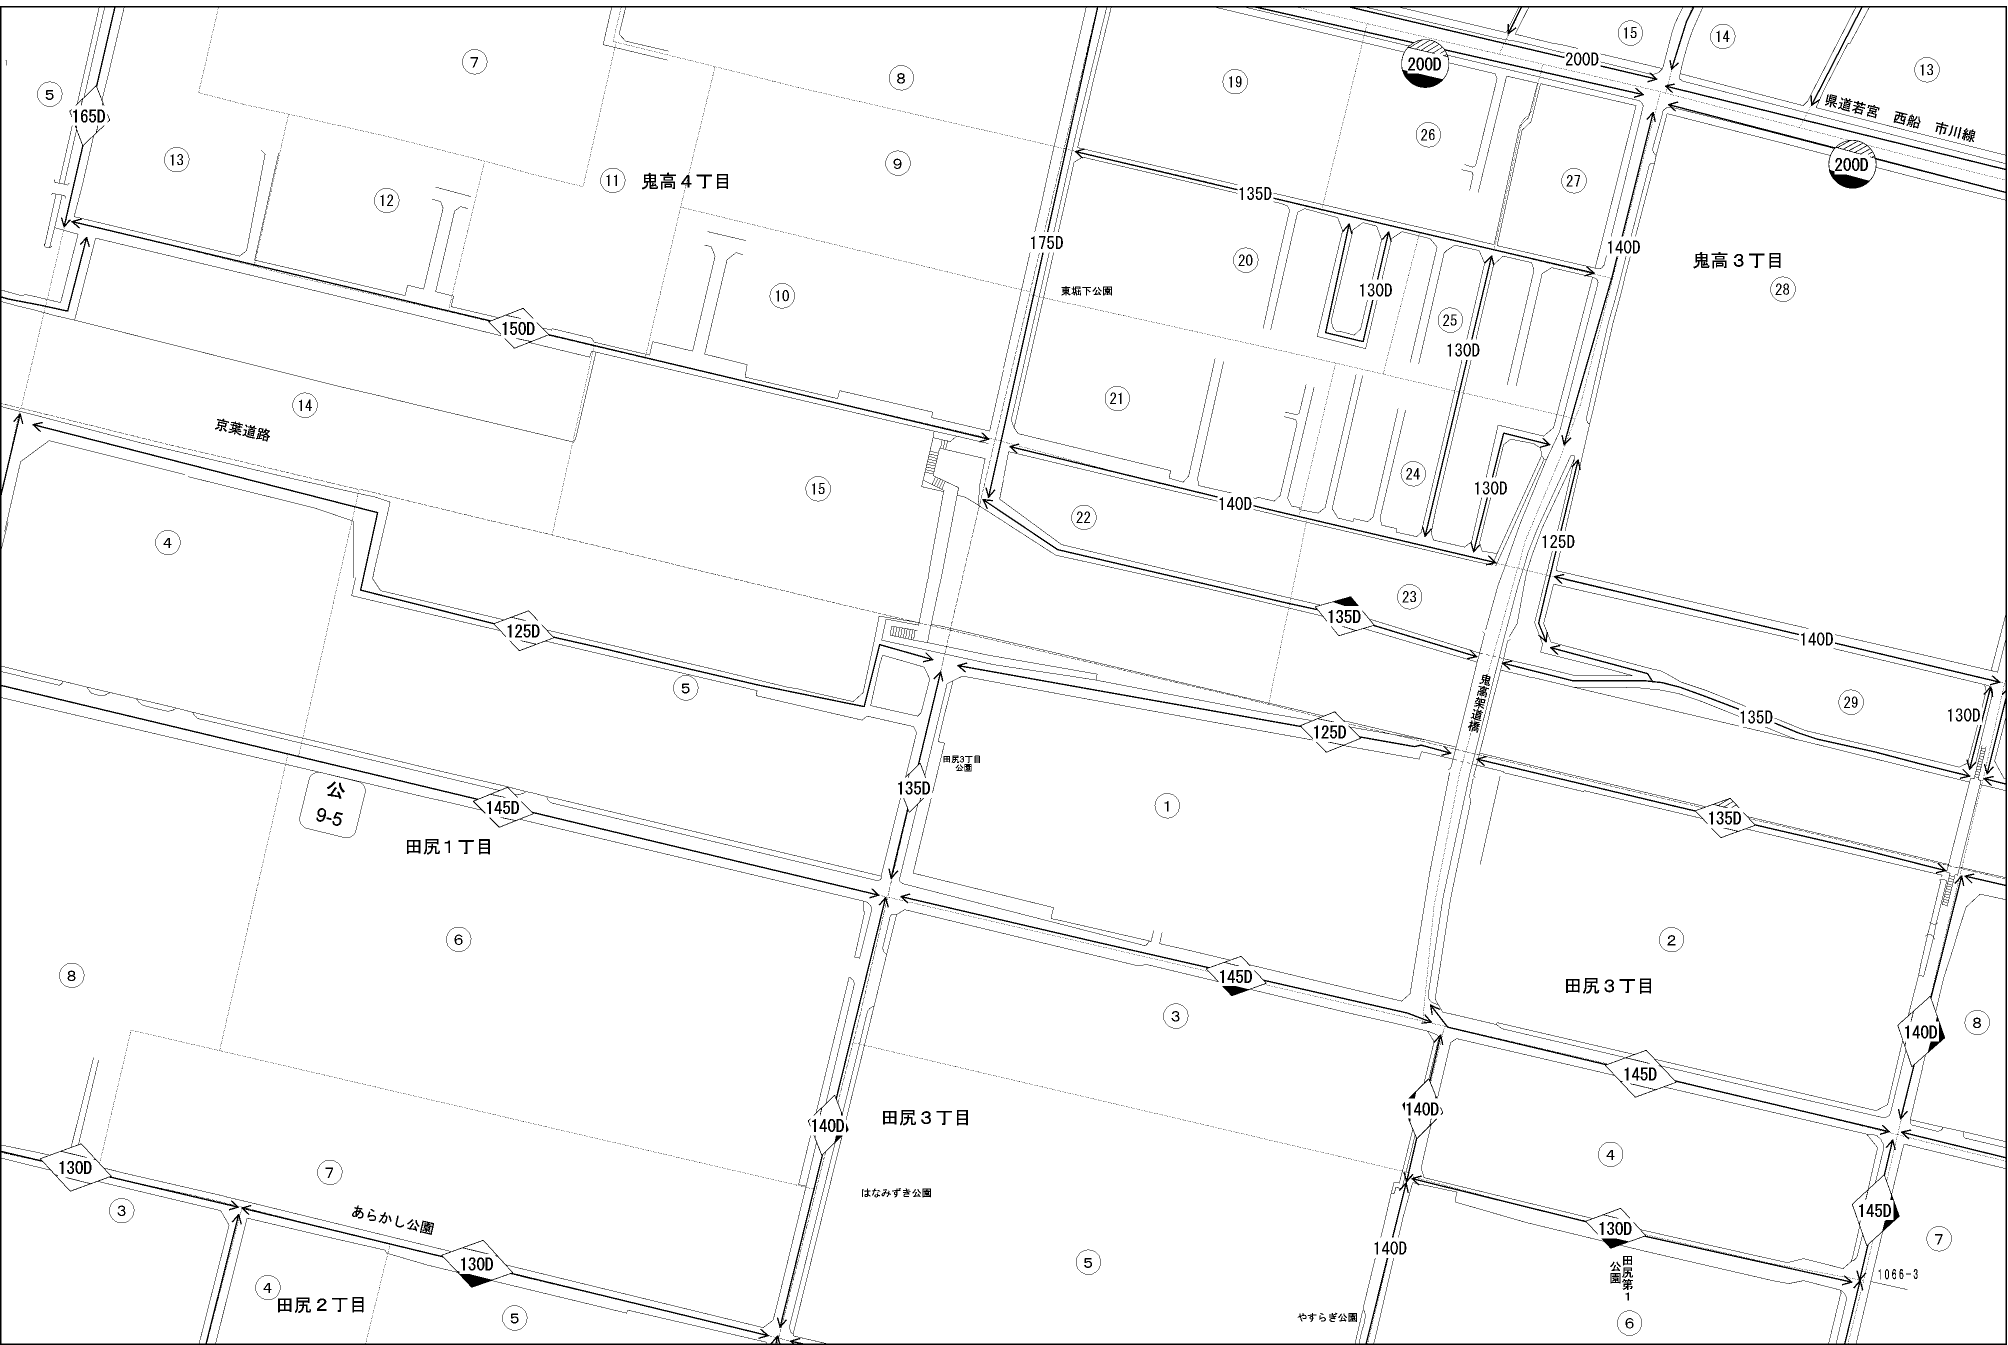 15
14
200D
200D
13
7
8
19
5
県道若宮　西船　市川線
165D
26
13
9
200D
11
鬼高４丁目
27
12
135D
175D
140D
20
鬼高３丁目
東堀下公園
130D
28
10
25
150D
130D
21
14
京葉道路
24
15
130D
140D
22
4
125D
23
135D
125D
140D
5
鬼高架道橋
29
130D
135D
125D
田尻3丁目
公園
135D
公
9-5
145D
1
135D
田尻１丁目
6
2
8
145D
田尻３丁目
3
8
140D
145D
140D
田尻３丁目
140D
4
130D
7
はなみずき公園
3
145D
あらかし公園
130D
7
140D
130D
5
1066-3
田尻第１
公園
4
田尻２丁目
5
やすらぎ公園
6